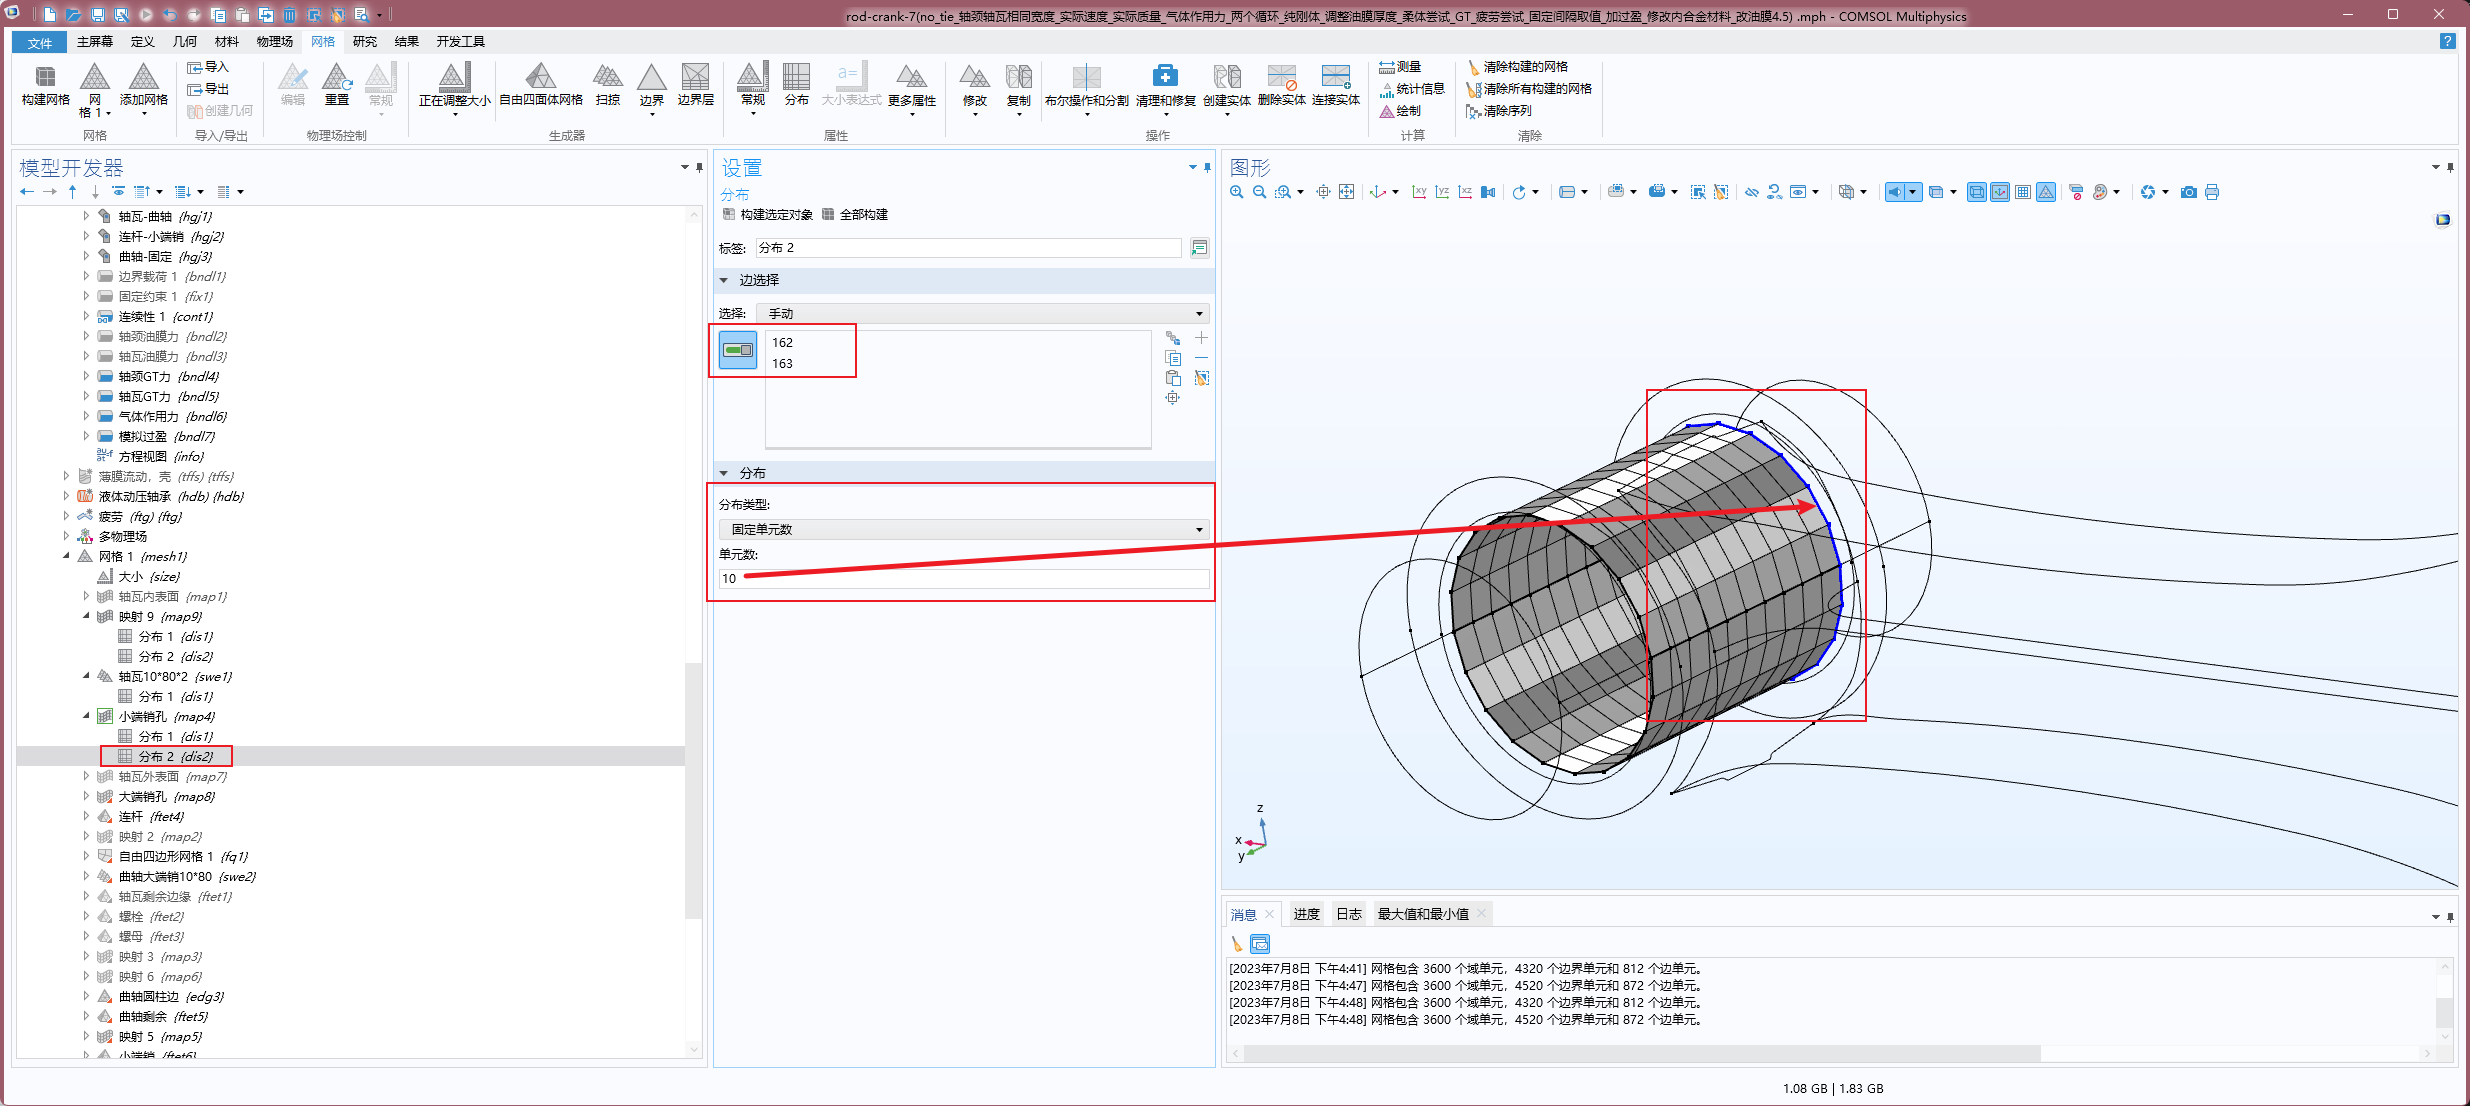 rod-crank-7(no_tie_轴颈轴瓦相同宽度_实际速度_实际质量_气体作用力_两个循环_纯刚体_调整油膜厚度_柔体尝试_GT_疲劳尝试_固定间隔取值_加过盈_修改内合金材料_改油膜4.5) .mph - COMSOL Multiphysics
文件 主屏幕 定义 几何 材料 物理场 网格 研究 结果 开发工具
构建网格 网格 1 添加网格
导入
导出
创建几何
编辑 重置 常规
正在调整大小 自由四面体网格 扫掠 边界 边界层
常规 分布 a= 大小表达式 更多属性
修改 复制 布尔操作和分割 清理和修复 创建实体 删除实体 连接实体
测量
统计信息
绘制
清除构建的网格
清除所有构建的网格
清除序列
网格 导入/导出 物理场控制 生成器 属性 操作 计算 清除
模型开发器
轴瓦-曲轴 {hgj1}
连杆-小端销 {hgj2}
曲轴-固定 {hgj3}
边界载荷 1 {bndl1}
固定约束 1 {fix1}
连续性 1 {cont1}
轴颈油膜力 {bndl2}
轴瓦油膜力 {bndl3}
轴颈GT力 {bndl4}
轴瓦GT力 {bndl5}
气体作用力 {bndl6}
模拟过盈 {bndl7}
方程视图 {info}
薄膜流动，壳 (tffs) {tffs}
液体动压轴承 (hdb) {hdb}
疲劳 (ftg) {ftg}
多物理场
网格 1 {mesh1}
大小 {size}
轴瓦内表面 {map1}
映射 9 {map9}
分布 1 {dis1}
分布 2 {dis2}
轴瓦10*80*2 {swe1}
分布 1 {dis1}
小端销孔 {map4}
分布 1 {dis1}
分布 2 {dis2}
轴瓦外表面 {map7}
大端销孔 {map8}
连杆 {ftet4}
映射 2 {map2}
自由四边形网格 1 {fq1}
曲轴大端销10*80 {swe2}
轴瓦剩余边缘 {ftet1}
螺栓 {ftet2}
螺母 {ftet3}
映射 3 {map3}
映射 6 {map6}
曲轴圆柱边 {edg3}
曲轴剩余 {ftet5}
映射 5 {map5}
小端销 {ftet6}
设置
分布
构建选定对象 全部构建
标签: 分布 2
边选择
选择: 手动
162
163
分布
分布类型:
固定单元数
单元数:
10
图形
xy yz xz
z
x
y
消息 进度 日志 最大值和最小值
[2023年7月8日 下午4:41] 网格包含 3600 个域单元，4320 个边界单元和 812 个边单元。
[2023年7月8日 下午4:47] 网格包含 3600 个域单元，4520 个边界单元和 872 个边单元。
[2023年7月8日 下午4:48] 网格包含 3600 个域单元，4320 个边界单元和 812 个边单元。
[2023年7月8日 下午4:48] 网格包含 3600 个域单元，4520 个边界单元和 872 个边单元。
1.08 GB | 1.83 GB